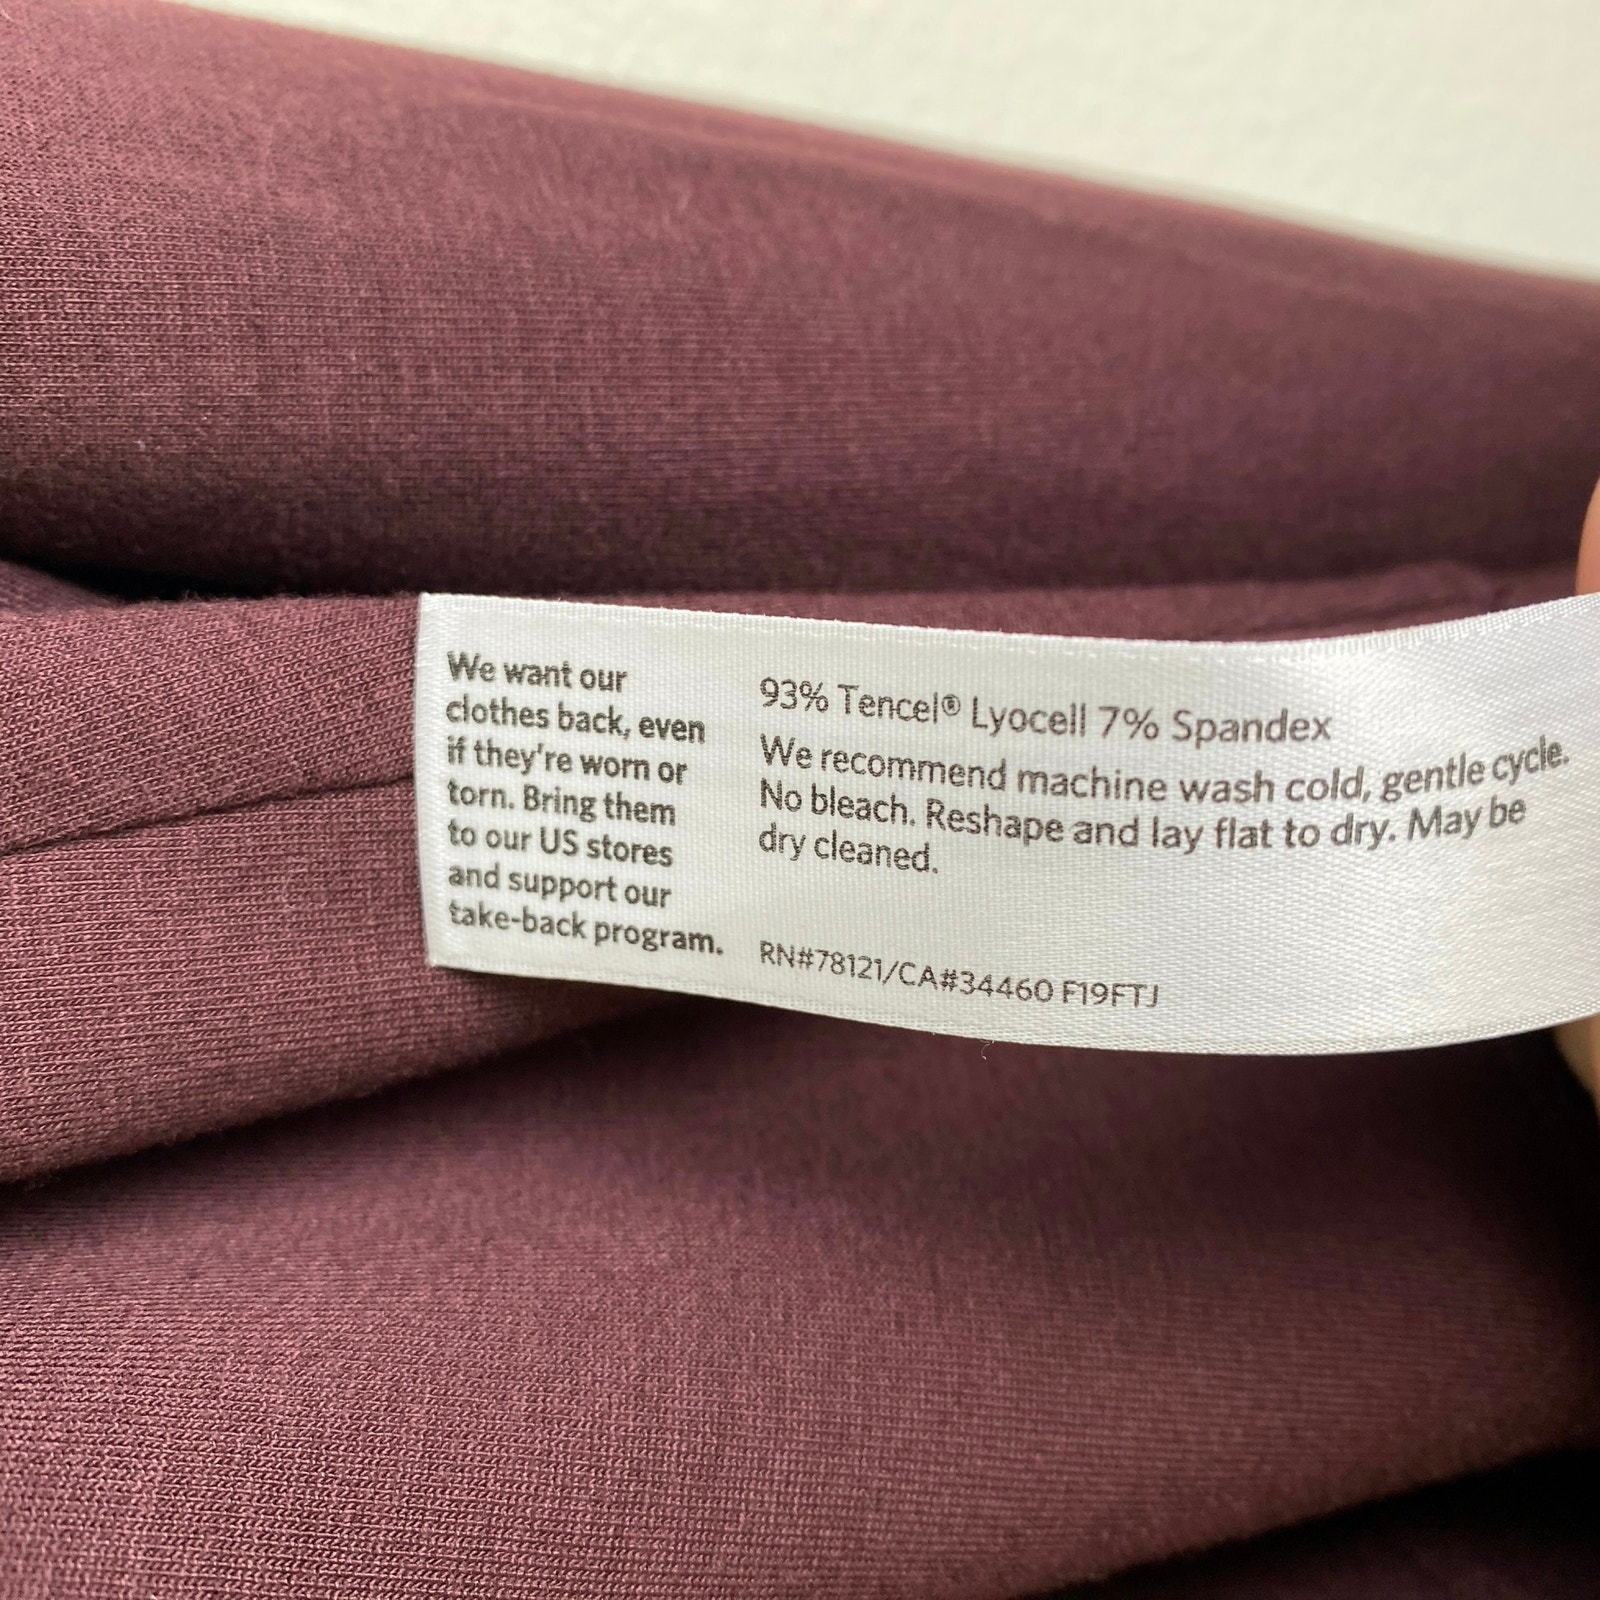 We want our
clothes back, even
if they're worn or
torn. Bring them
to our US stores
and support our
take-back program.
93% Tencel® Lyocell 7% Spandex
We recommend machine wash cold, gentle cycle.
No bleach. Reshape and lay flat to dry. May be
dry cleaned.
RN#78121/CA#34460 F19FTJ